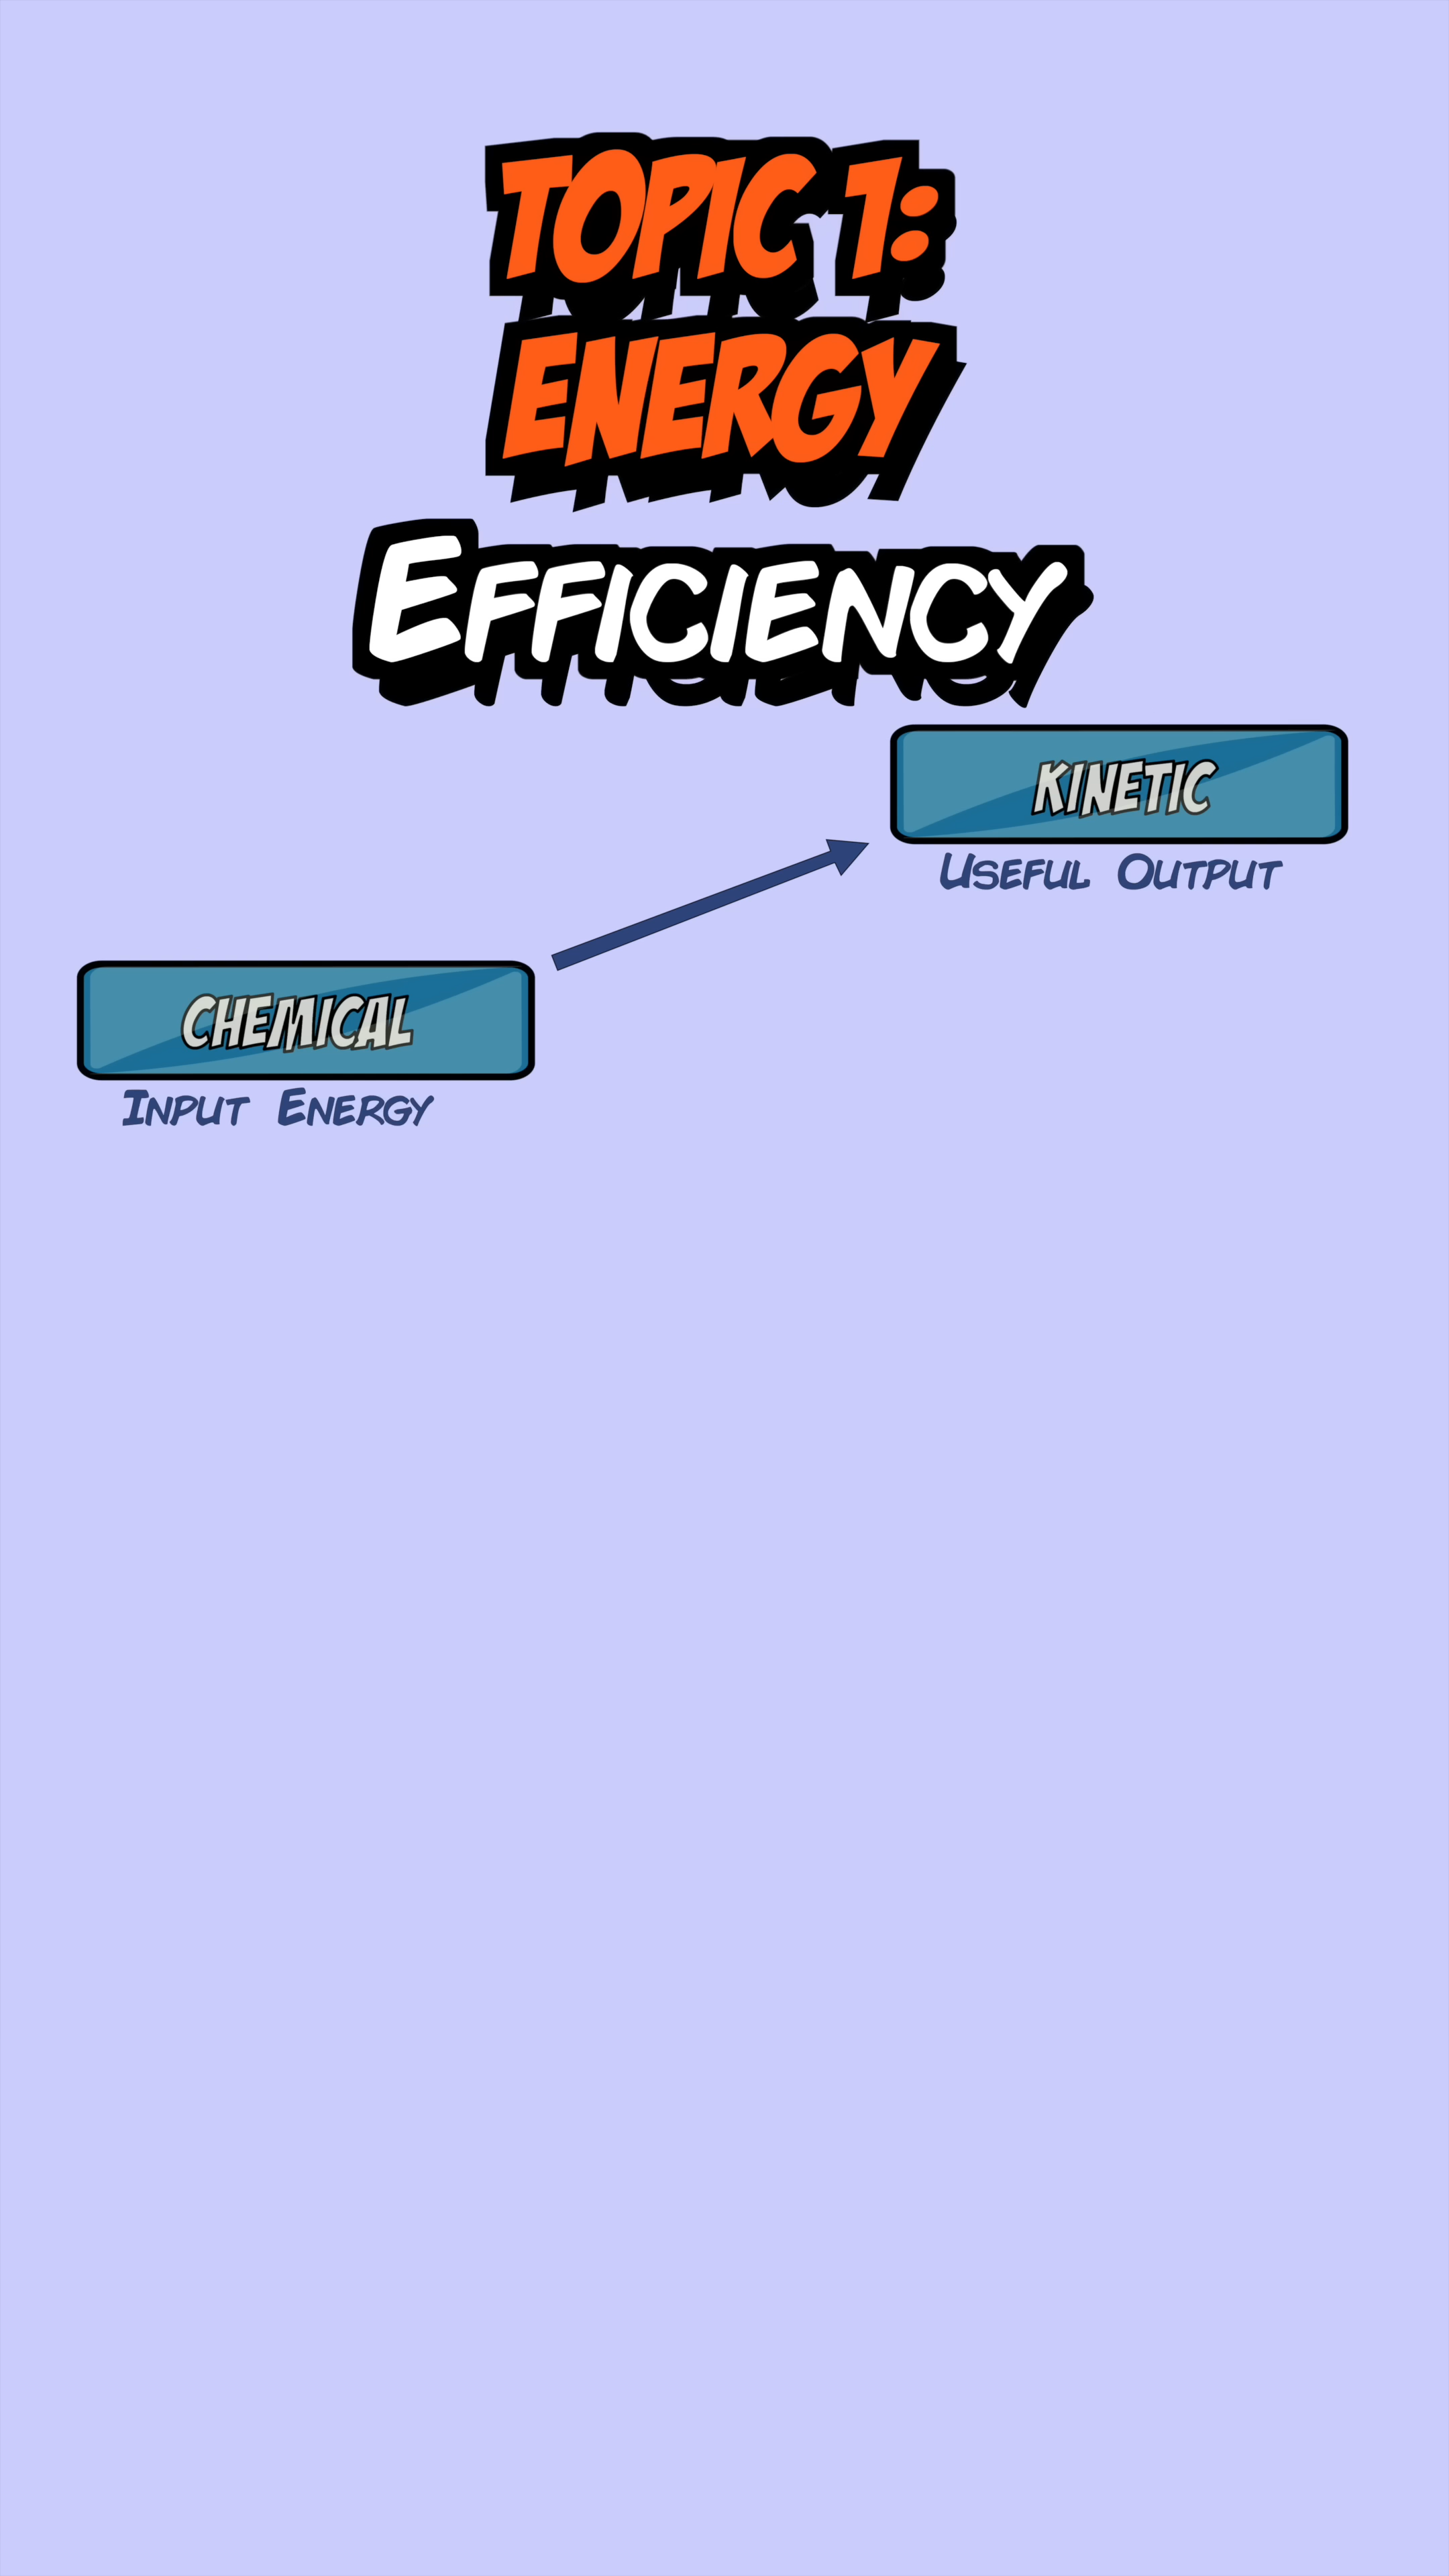 TOPIC 1:
ENERGY
EFFICIENCY
KINETIC
USEFUL OUTPUT
CHEMICAL
INPUT ENERGY